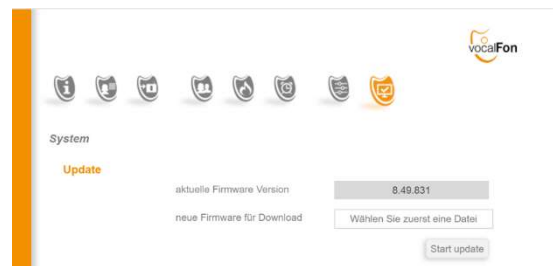 vocalFon
System
Update
aktuelle Firmware Version 8.49.831
neue Firmware für Download Wählen Sie zuerst eine Datei
Start update